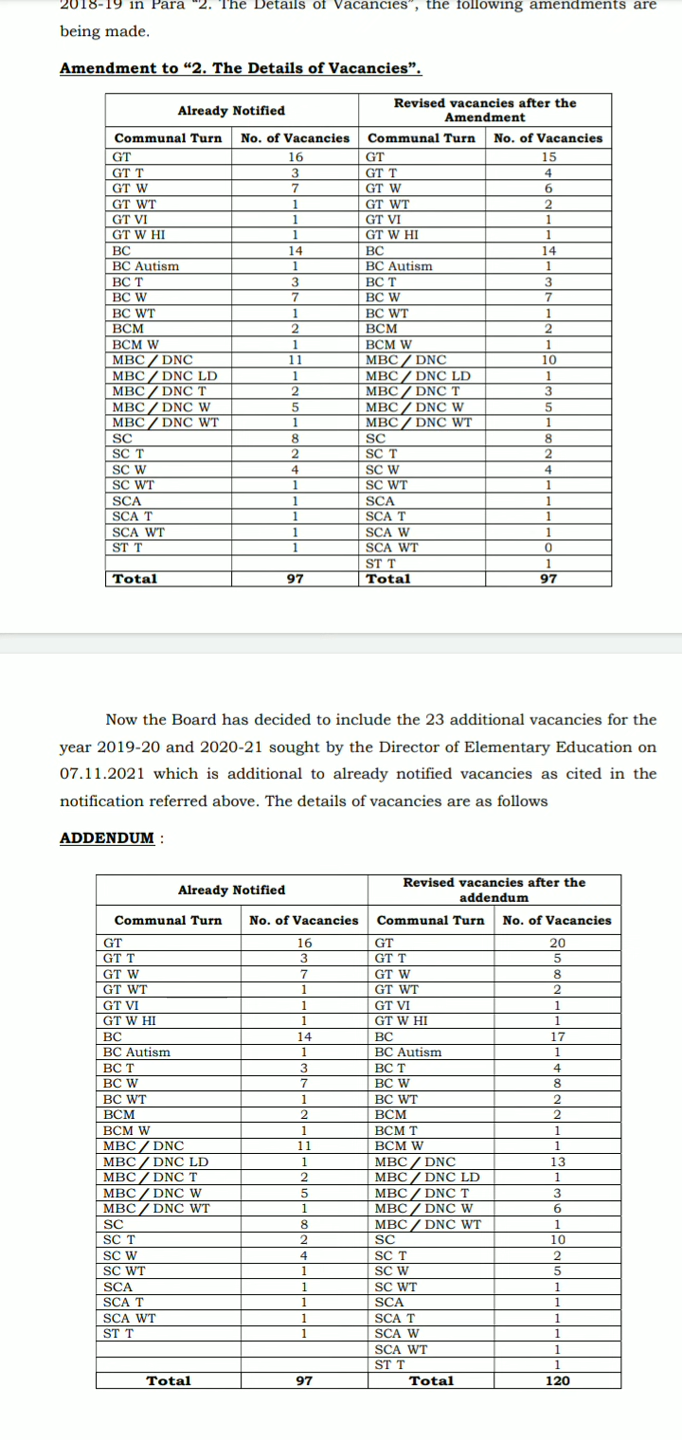 2018-19 in Para “2. The Details of Vacancies”, the following amendments are
being made.
Amendment to “2. The Details of Vacancies”.
Already Notified Revised vacancies after the Amendment
Communal Turn No. of Vacancies Communal Turn No. of Vacancies
GT 16 GT 15
GT T 3 GT T 4
GT W 7 GT W 6
GT WT 1 GT WT 2
GT VI 1 GT VI 1
GT W HI 1 GT W HI 1
BC 14 BC 14
BC Autism 1 BC Autism 1
BC T 3 BC T 3
BC W 7 BC W 7
BC WT 1 BC WT 1
BCM 2 BCM 2
BCM W 1 BCM W 1
MBC / DNC 11 MBC / DNC 10
MBC / DNC LD 1 MBC / DNC LD 1
MBC / DNC T 2 MBC / DNC T 3
MBC / DNC W 5 MBC / DNC W 5
MBC / DNC WT 1 MBC / DNC WT 1
SC 8 SC 8
SC T 2 SC T 2
SC W 4 SC W 4
SC WT 1 SC WT 1
SCA 1 SCA 1
SCA T 1 SCA T 1
SCA WT 1 SCA W 1
ST T 1 SCA WT 0
ST T 1
Total 97 Total 97
Now the Board has decided to include the 23 additional vacancies for the
year 2019-20 and 2020-21 sought by the Director of Elementary Education on
07.11.2021 which is additional to already notified vacancies as cited in the
notification referred above. The details of vacancies are as follows
ADDENDUM :
Already Notified Revised vacancies after the addendum
Communal Turn No. of Vacancies Communal Turn No. of Vacancies
GT 16 GT 20
GT T 3 GT T 5
GT W 7 GT W 8
GT WT 1 GT WT 2
GT VI 1 GT VI 1
GT W HI 1 GT W HI 1
BC 14 BC 17
BC Autism 1 BC Autism 1
BC T 3 BC T 4
BC W 7 BC W 8
BC WT 1 BC WT 2
BCM 2 BCM 2
BCM W 1 BCM T 1
MBC / DNC 11 BCM W 1
MBC / DNC LD 1 MBC / DNC 13
MBC / DNC T 2 MBC / DNC LD 1
MBC / DNC W 5 MBC / DNC T 3
MBC / DNC WT 1 MBC / DNC W 6
SC 8 MBC / DNC WT 1
SC T 2 SC 10
SC W 4 SC T 2
SC WT 1 SC W 5
SCA 1 SC WT 1
SCA T 1 SCA 1
SCA WT 1 SCA T 1
ST T 1 SCA W 1
SCA WT 1
ST T 1
Total 97 Total 120